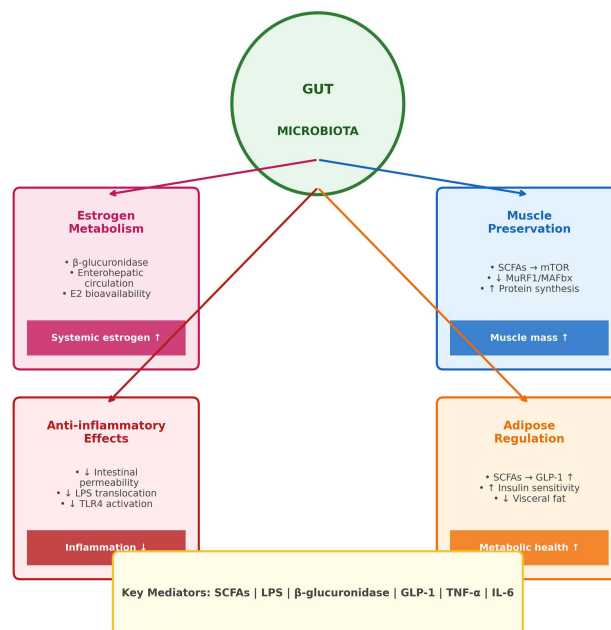 GUT
MICROBIOTA
Estrogen
Metabolism
• β-glucuronidase
• Enterohepatic
circulation
• E2 bioavailability
Systemic estrogen ↑
Muscle
Preservation
• SCFAs → mTOR
• ↓ MuRF1/MAFbx
• ↑ Protein synthesis
Muscle mass ↑
Anti-inflammatory
Effects
• ↓ Intestinal
permeability
• ↓ LPS translocation
• ↓ TLR4 activation
Inflammation ↓
Adipose
Regulation
• SCFAs → GLP-1 ↑
• ↑ Insulin sensitivity
• ↓ Visceral fat
Metabolic health ↑
Key Mediators: SCFAs | LPS | β-glucuronidase | GLP-1 | TNF-α | IL-6